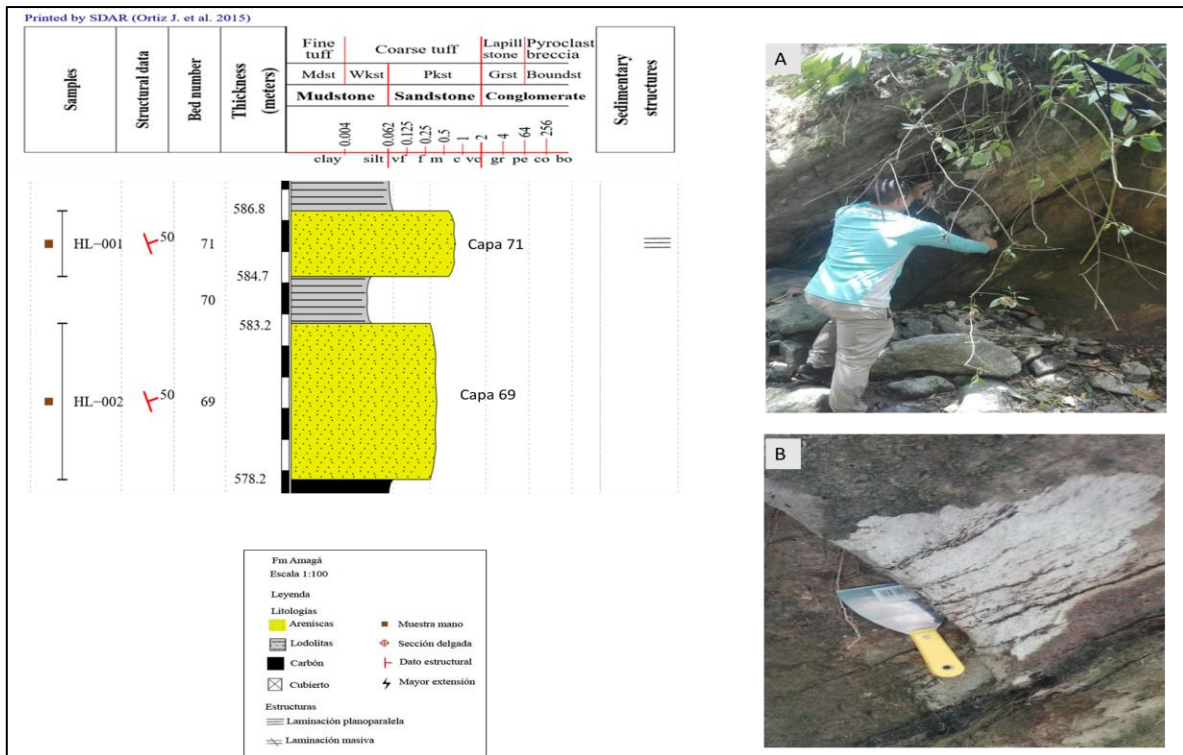 Printed by SDAR (Ortiz J. et al. 2015)
Samples
Structural data
Bed number
Thickness
(meters)
Fine
tuff
Coarse tuff
Lapill
stone
Pyroclast
breccia
Mdst
Wkst
Pkst
Grst
Boundst
Mudstone
Sandstone
Conglomerate
0.004
0.062
0.125
0.25
0.5
1
2
4
64
256
clay
silt
vf
f
m
c
vc
gr
pe
co
bo
Sedimentary
structures
586.8
HL-001
50
71
Capa 71
584.7
70
583.2
HL-002
50
69
Capa 69
578.2
Fm Amagá
Escala 1:100
Leyenda
Litologías
Areniscas
Muestra mano
Lodolitas
Sección delgada
Carbón
Dato estructural
Cubierto
Mayor extensión
Estructuras
Laminación planoparalela
Laminación masiva
A
B